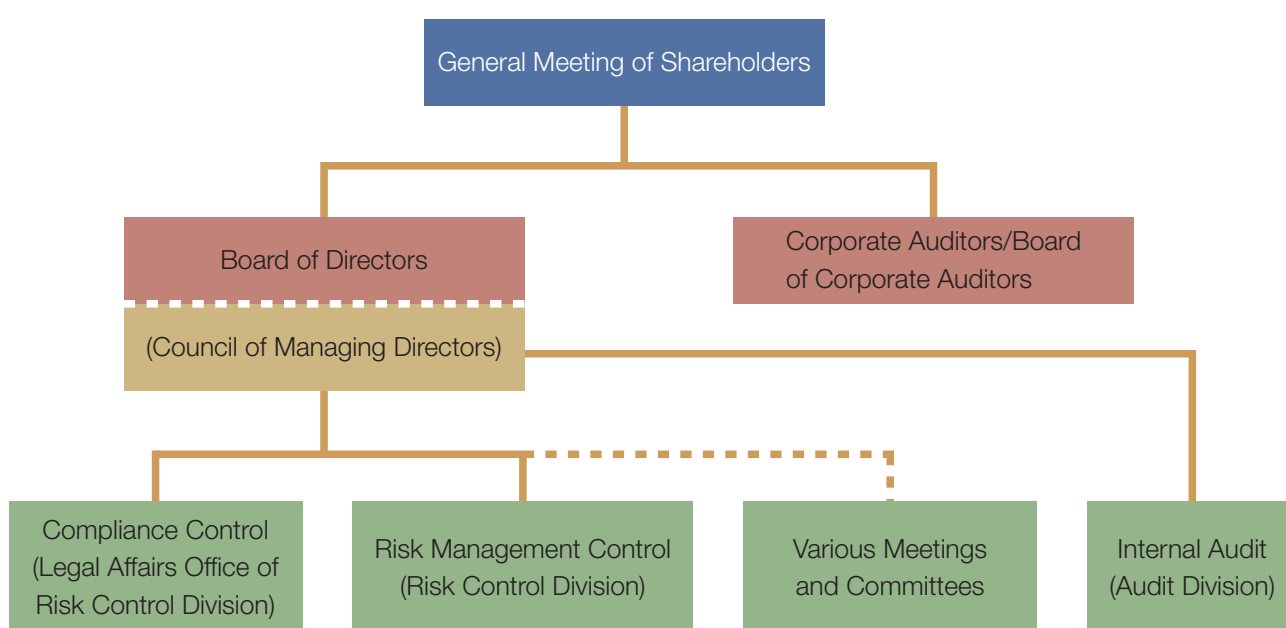 General Meeting of Shareholders
Board of Directors
Corporate Auditors/Board
of Corporate Auditors
(Council of Managing Directors)
Compliance Control
(Legal Affairs Office of
Risk Control Division)
Risk Management Control
(Risk Control Division)
Various Meetings
and Committees
Internal Audit
(Audit Division)